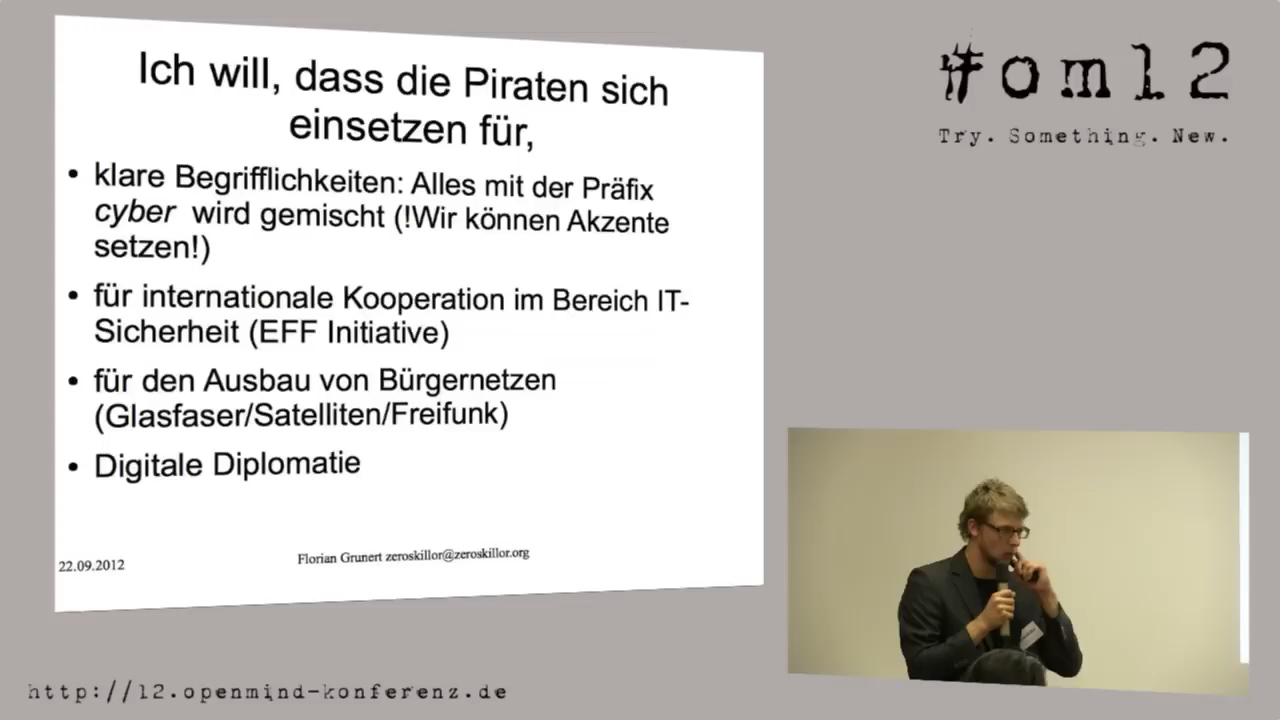 Ich will, dass die Piraten sich
einsetzen für,
• klare Begrifflichkeiten: Alles mit der Präfix
cyber wird gemischt (!Wir können Akzente
setzen!)
• für internationale Kooperation im Bereich IT-
Sicherheit (EFF Initiative)
• für den Ausbau von Bürgernetzen
(Glasfaser/Satelliten/Freifunk)
• Digitale Diplomatie
22.09.2012
Florian Grunert zeroskillor@zeroskillor.org
#om12
Try. Something. New.
http://12.openmind-konferenz.de